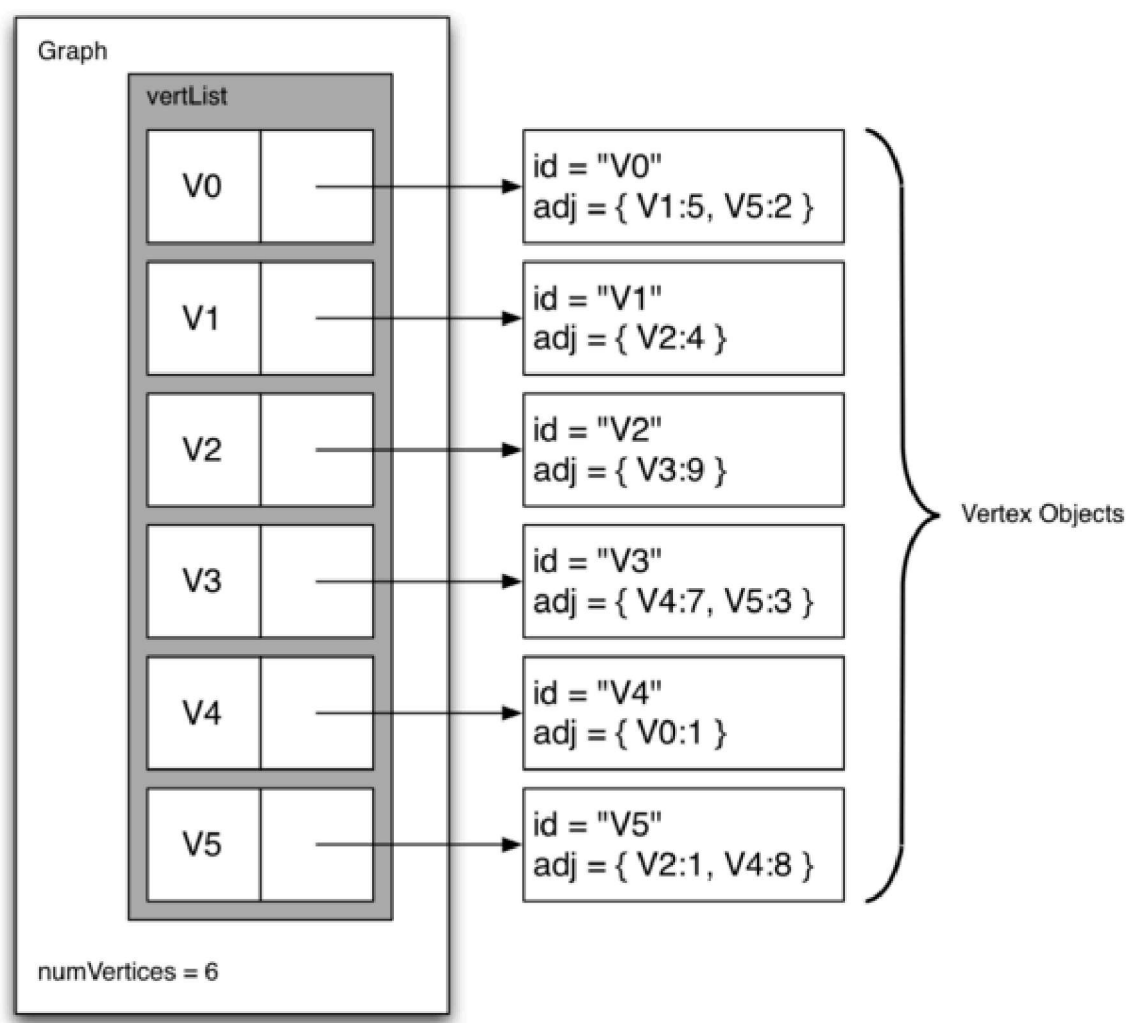 Graph
vertList
V0
id = "V0"
adj = { V1:5, V5:2 }
V1
id = "V1"
adj = { V2:4 }
V2
id = "V2"
adj = { V3:9 }
V3
id = "V3"
adj = { V4:7, V5:3 }
V4
id = "V4"
adj = { V0:1 }
V5
id = "V5"
adj = { V2:1, V4:8 }
Vertex Objects
numVertices = 6